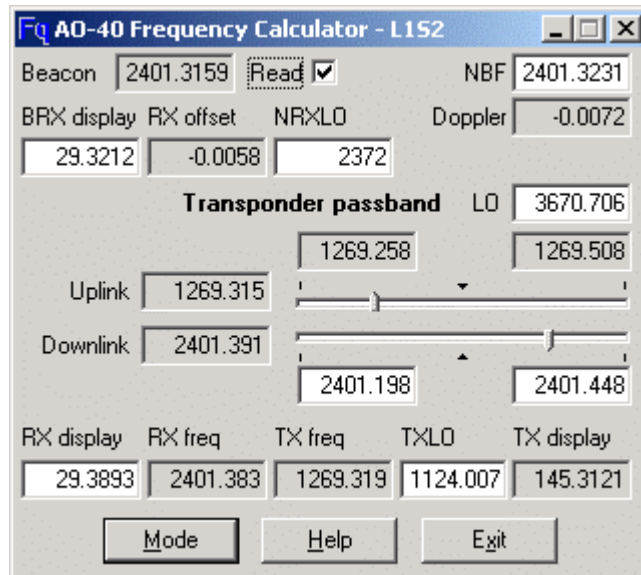 Fq AO-40 Frequency Calculator - L1S2
Beacon 2401.3159 Read NBF 2401.3231
BRX display RX offset NRXLO Doppler -0.0072
29.3212 -0.0058 2372
Transponder passband LO 3670.706
1269.258 1269.508
Uplink 1269.315
Downlink 2401.391
2401.198 2401.448
RX display RX freq TX freq TXLO TX display
29.3893 2401.383 1269.319 1124.007 145.3121
Mode Help Exit